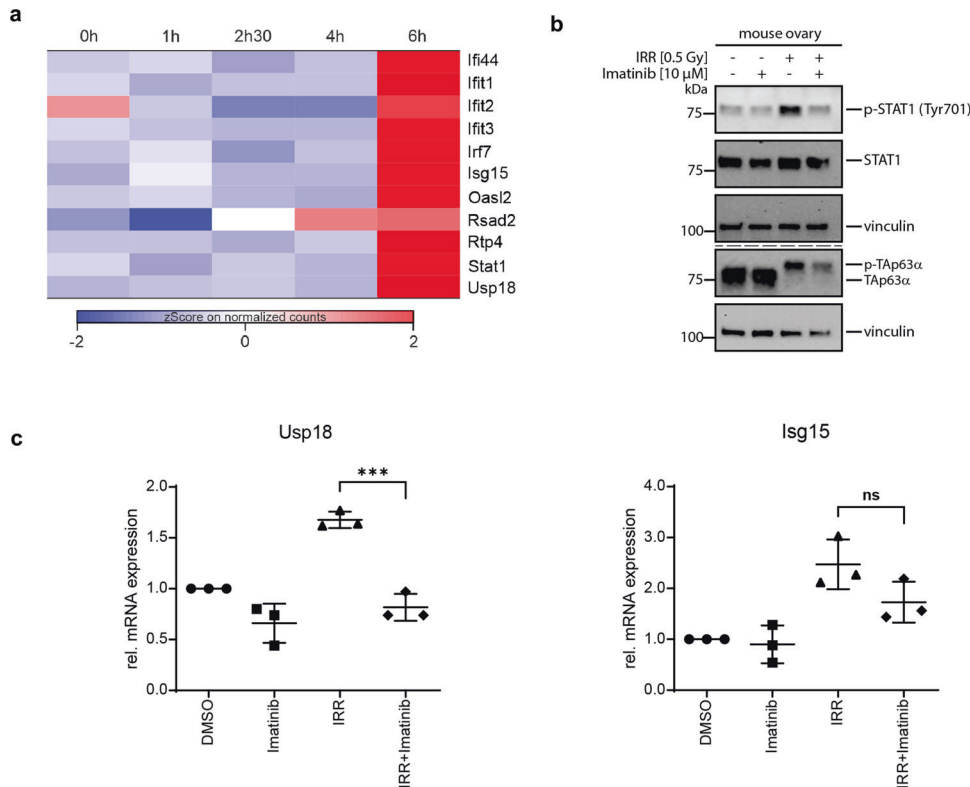 a
0h 1h 2h30 4h 6h
Ifi44
Ifit1
Ifit2
Ifit3
Irf7
Isg15
Oasl2
Rsad2
Rtp4
Stat1
Usp18
zScore on normalized counts
-2 0 2
b
mouse ovary
IRR [0.5 Gy] - - + +
Imatinib [10 µM] - + - +
kDa
75 p-STAT1 (Tyr701)
75 STAT1
100 vinculin
75 p-TAp63α
TAp63α
100 vinculin
c
Usp18
rel. mRNA expression
2.0
1.5
1.0
0.5
0.0
***
DMSO
Imatinib
IRR
IRR+Imatinib
Isg15
rel. mRNA expression
4.0
3.0
2.0
1.0
0.0
ns
DMSO
Imatinib
IRR
IRR+Imatinib